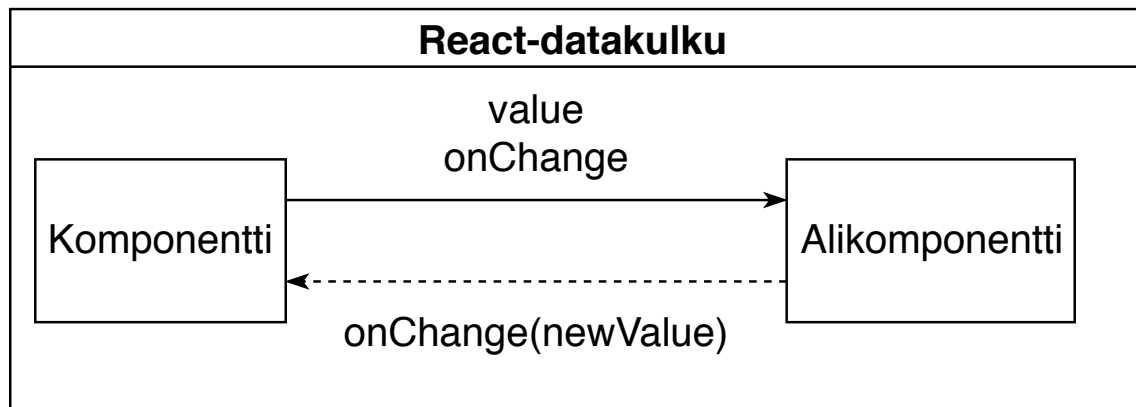 React-datakulku
value
onChange
Komponentti
Alikomponentti
onChange(newValue)